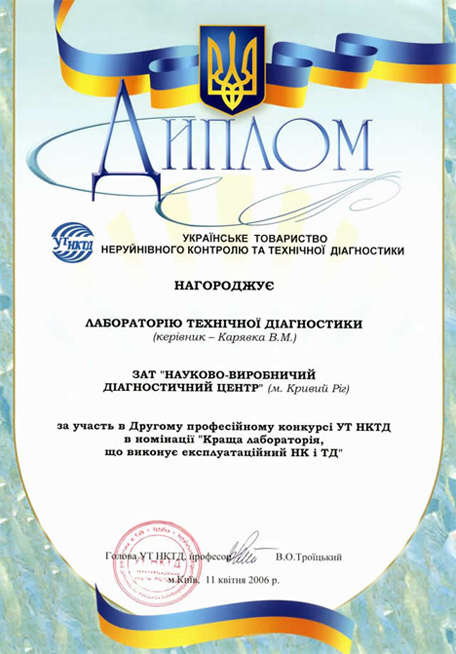 ДИПЛОМ
УТ НКТД
УКРАЇНСЬКЕ ТОВАРИСТВО
НЕРУЙНІВНОГО КОНТРОЛЮ ТА ТЕХНІЧНОЇ ДІАГНОСТИКИ
НАГОРОДЖУЄ
ЛАБОРАТОРІЮ ТЕХНІЧНОЇ ДІАГНОСТИКИ
(керівник – Карявка В.М.)
ЗАТ "НАУКОВО-ВИРОБНИЧИЙ
ДІАГНОСТИЧНИЙ ЦЕНТР" (м. Кривий Ріг)
за участь в Другому професійному конкурсі УТ НКТД
в номінації "Краща лабораторія,
що виконує експлуатаційний НК і ТД"
Голова УТ НКТД, професор В.О.Троїцький
УТ НКТД
м.Київ, 11 квітня 2006 р.